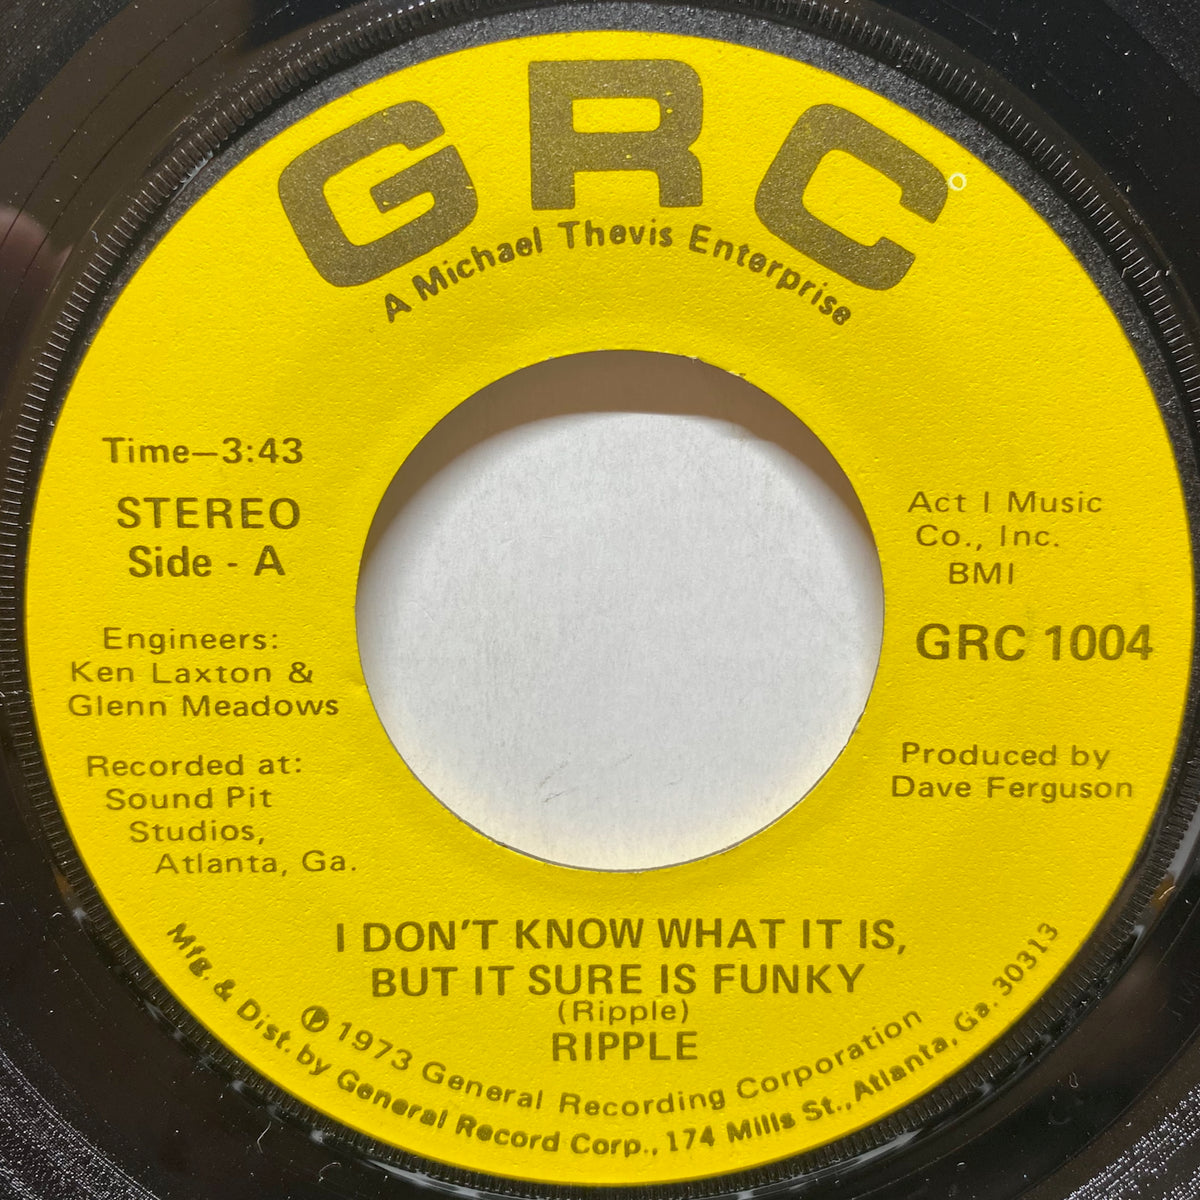 GRC
A Michael Thevis Enterprise
Time—3:43
STEREO
Side - A
Engineers:
Ken Laxton &
Glenn Meadows
Recorded at:
Sound Pit
Studios,
Atlanta, Ga.
Act I Music
Co., Inc.
BMI
GRC 1004
Produced by
Dave Ferguson
I DON'T KNOW WHAT IT IS,
BUT IT SURE IS FUNKY
(Ripple)
RIPPLE
℗ 1973 General Recording Corporation
Mfg. & Dist. by General Record Corp., 174 Mills St., Atlanta, Ga. 30313